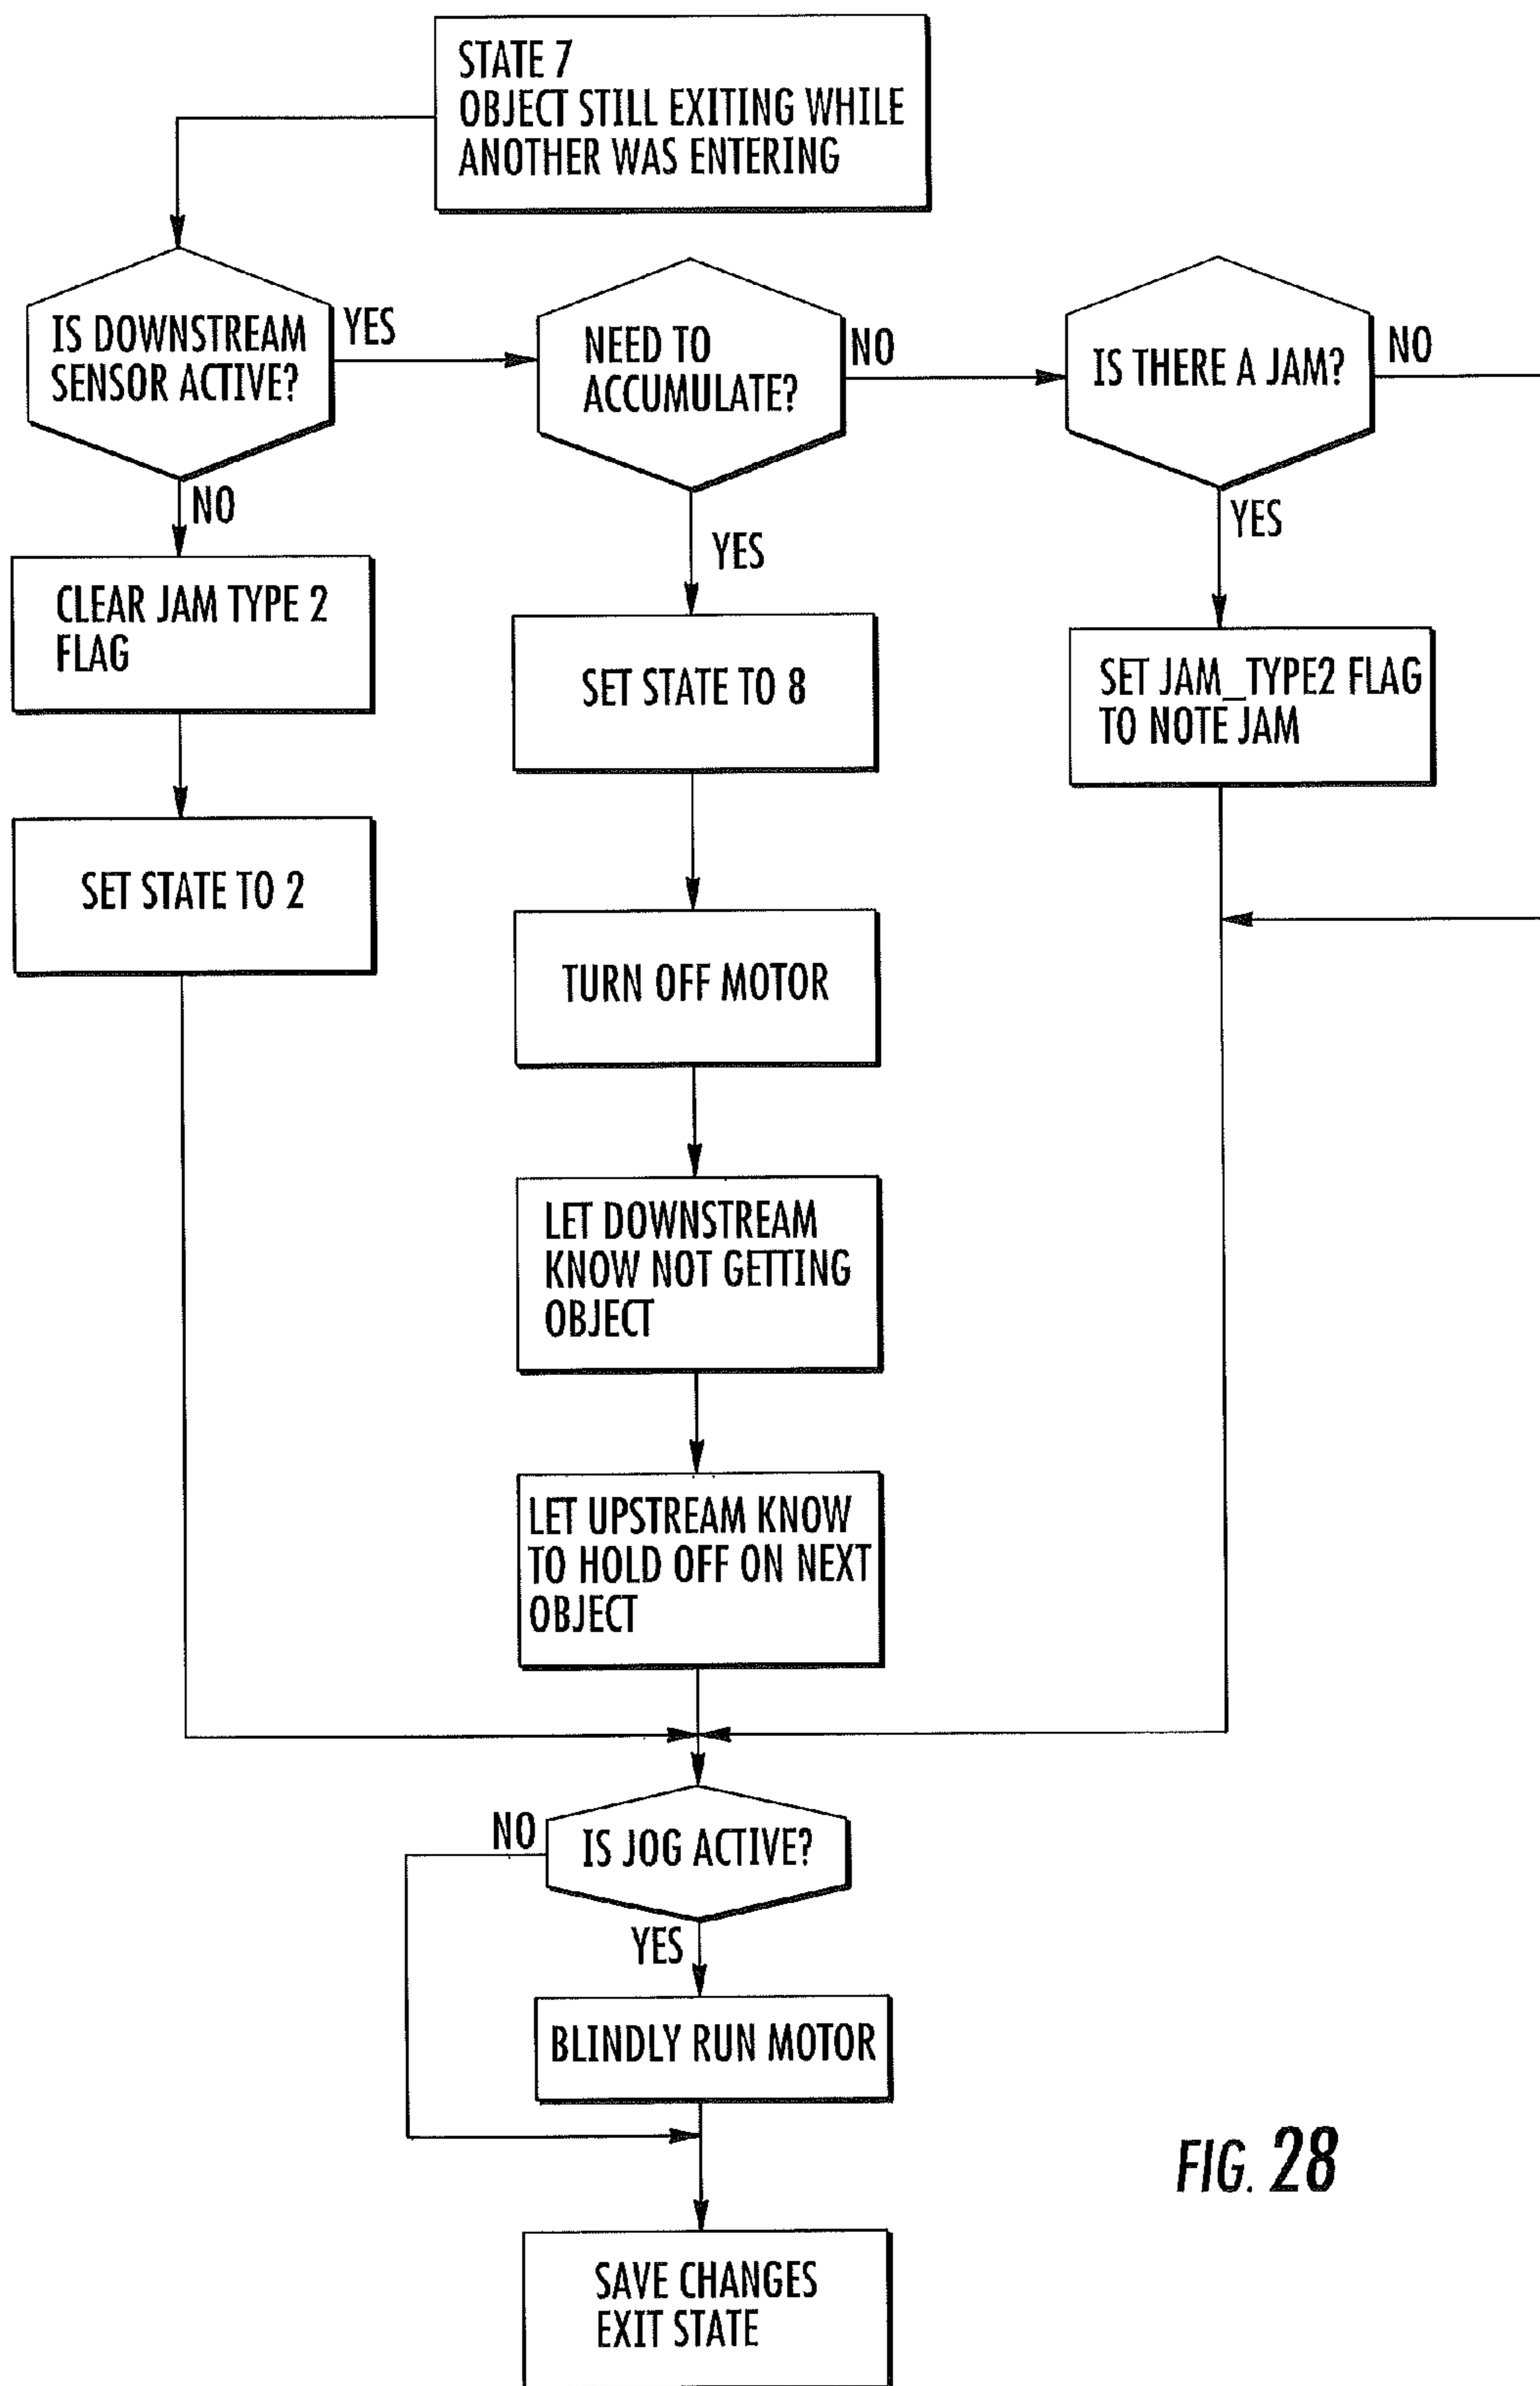 STATE 7
OBJECT STILL EXITING WHILE
ANOTHER WAS ENTERING
IS DOWNSTREAM
SENSOR ACTIVE?
YES
NO
NEED TO
ACCUMULATE?
NO
YES
IS THERE A JAM?
NO
YES
CLEAR JAM TYPE 2
FLAG
SET STATE TO 2
SET STATE TO 8
TURN OFF MOTOR
LET DOWNSTREAM
KNOW NOT GETTING
OBJECT
LET UPSTREAM KNOW
TO HOLD OFF ON NEXT
OBJECT
SET JAM_TYPE2 FLAG
TO NOTE JAM
IS JOG ACTIVE?
NO
YES
BLINDLY RUN MOTOR
SAVE CHANGES
EXIT STATE
FIG. 28